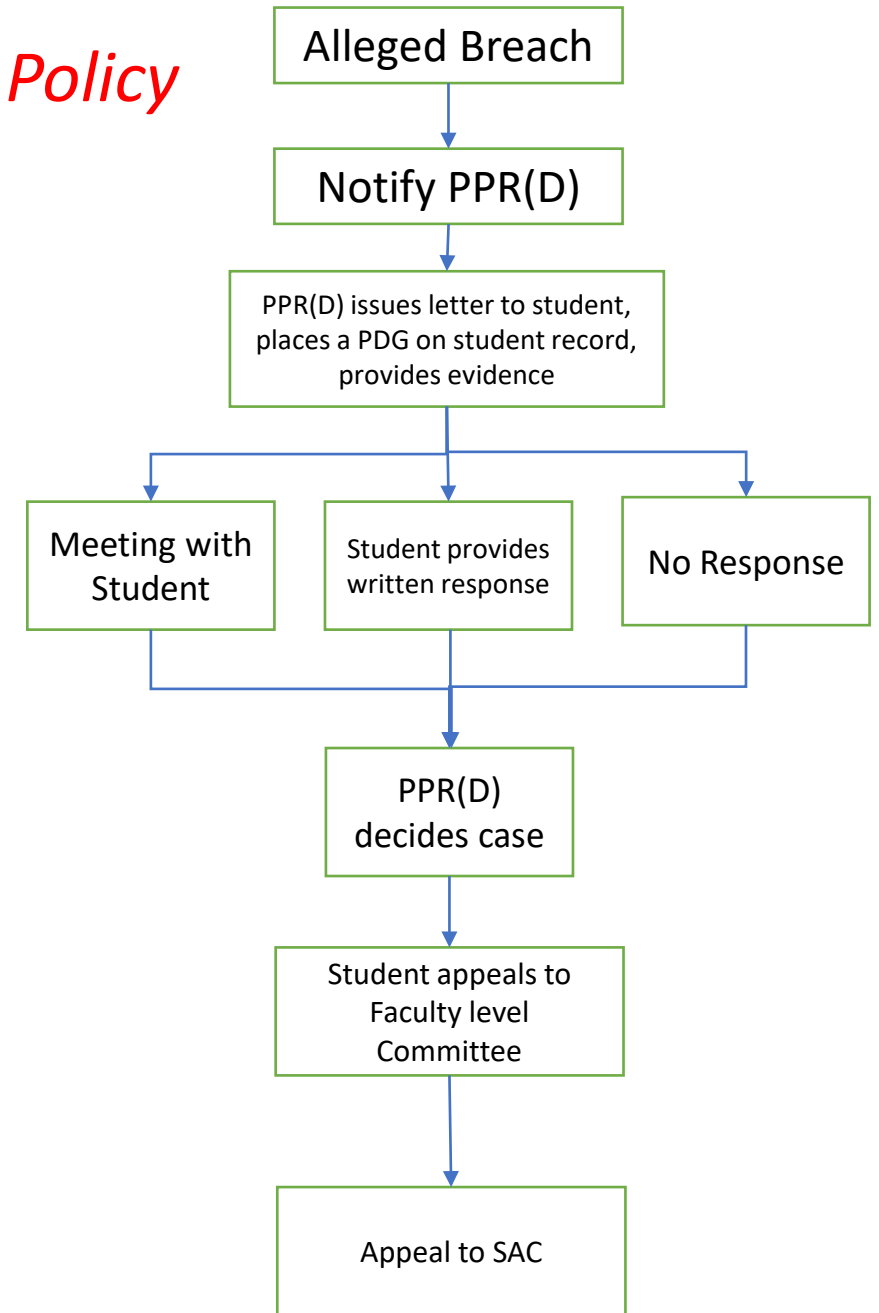 Policy
Alleged Breach
Notify PPR(D)
PPR(D) issues letter to student,
places a PDG on student record,
provides evidence
Meeting with
Student
Student provides
written response
No Response
PPR(D)
decides case
Student appeals to
Faculty level
Committee
Appeal to SAC